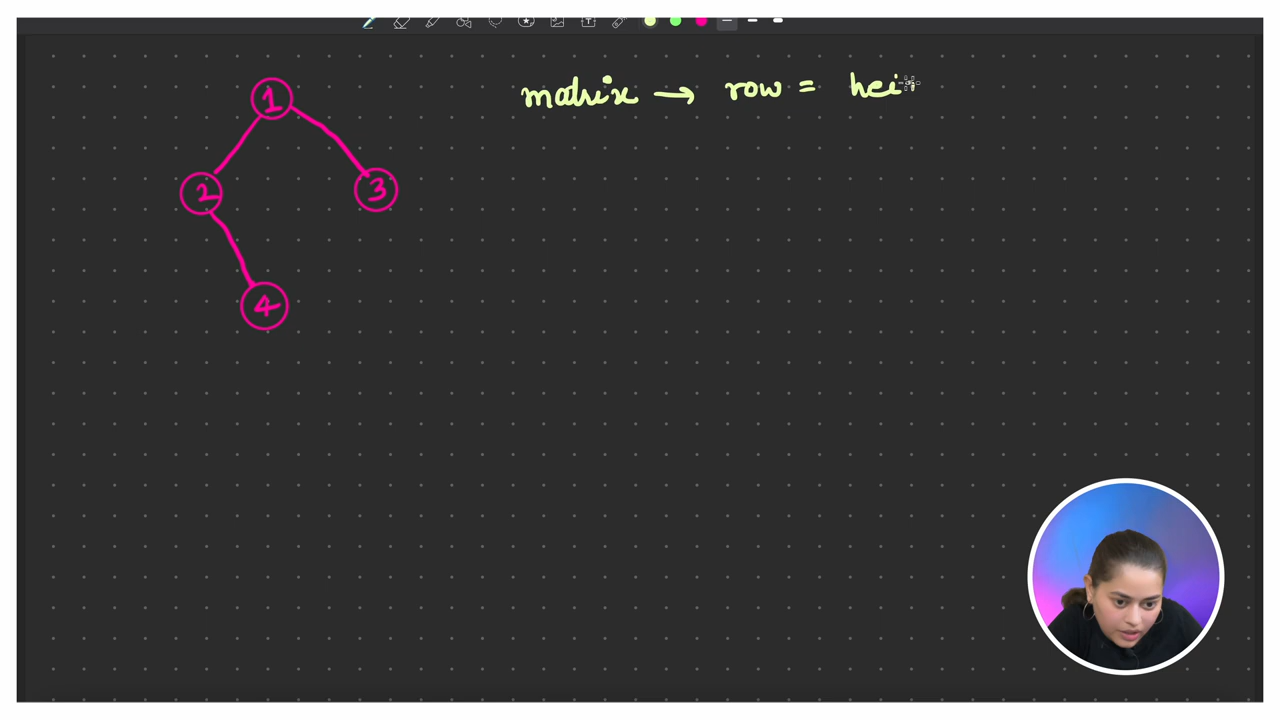 matrix → row = hei
1
2
3
4